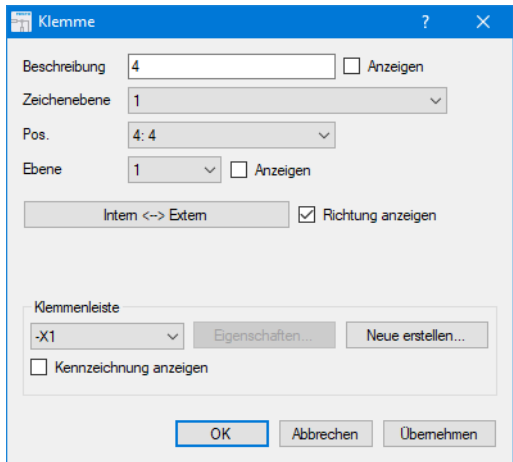 Klemme ?
Beschreibung 4 Anzeigen
Zeichenebene 1
Pos. 4: 4
Ebene 1 Anzeigen
Intern <--> Extern Richtung anzeigen
Klemmenleiste
-X1 Eigenschaften... Neue erstellen...
Kennzeichnung anzeigen
OK Abbrechen Übernehmen